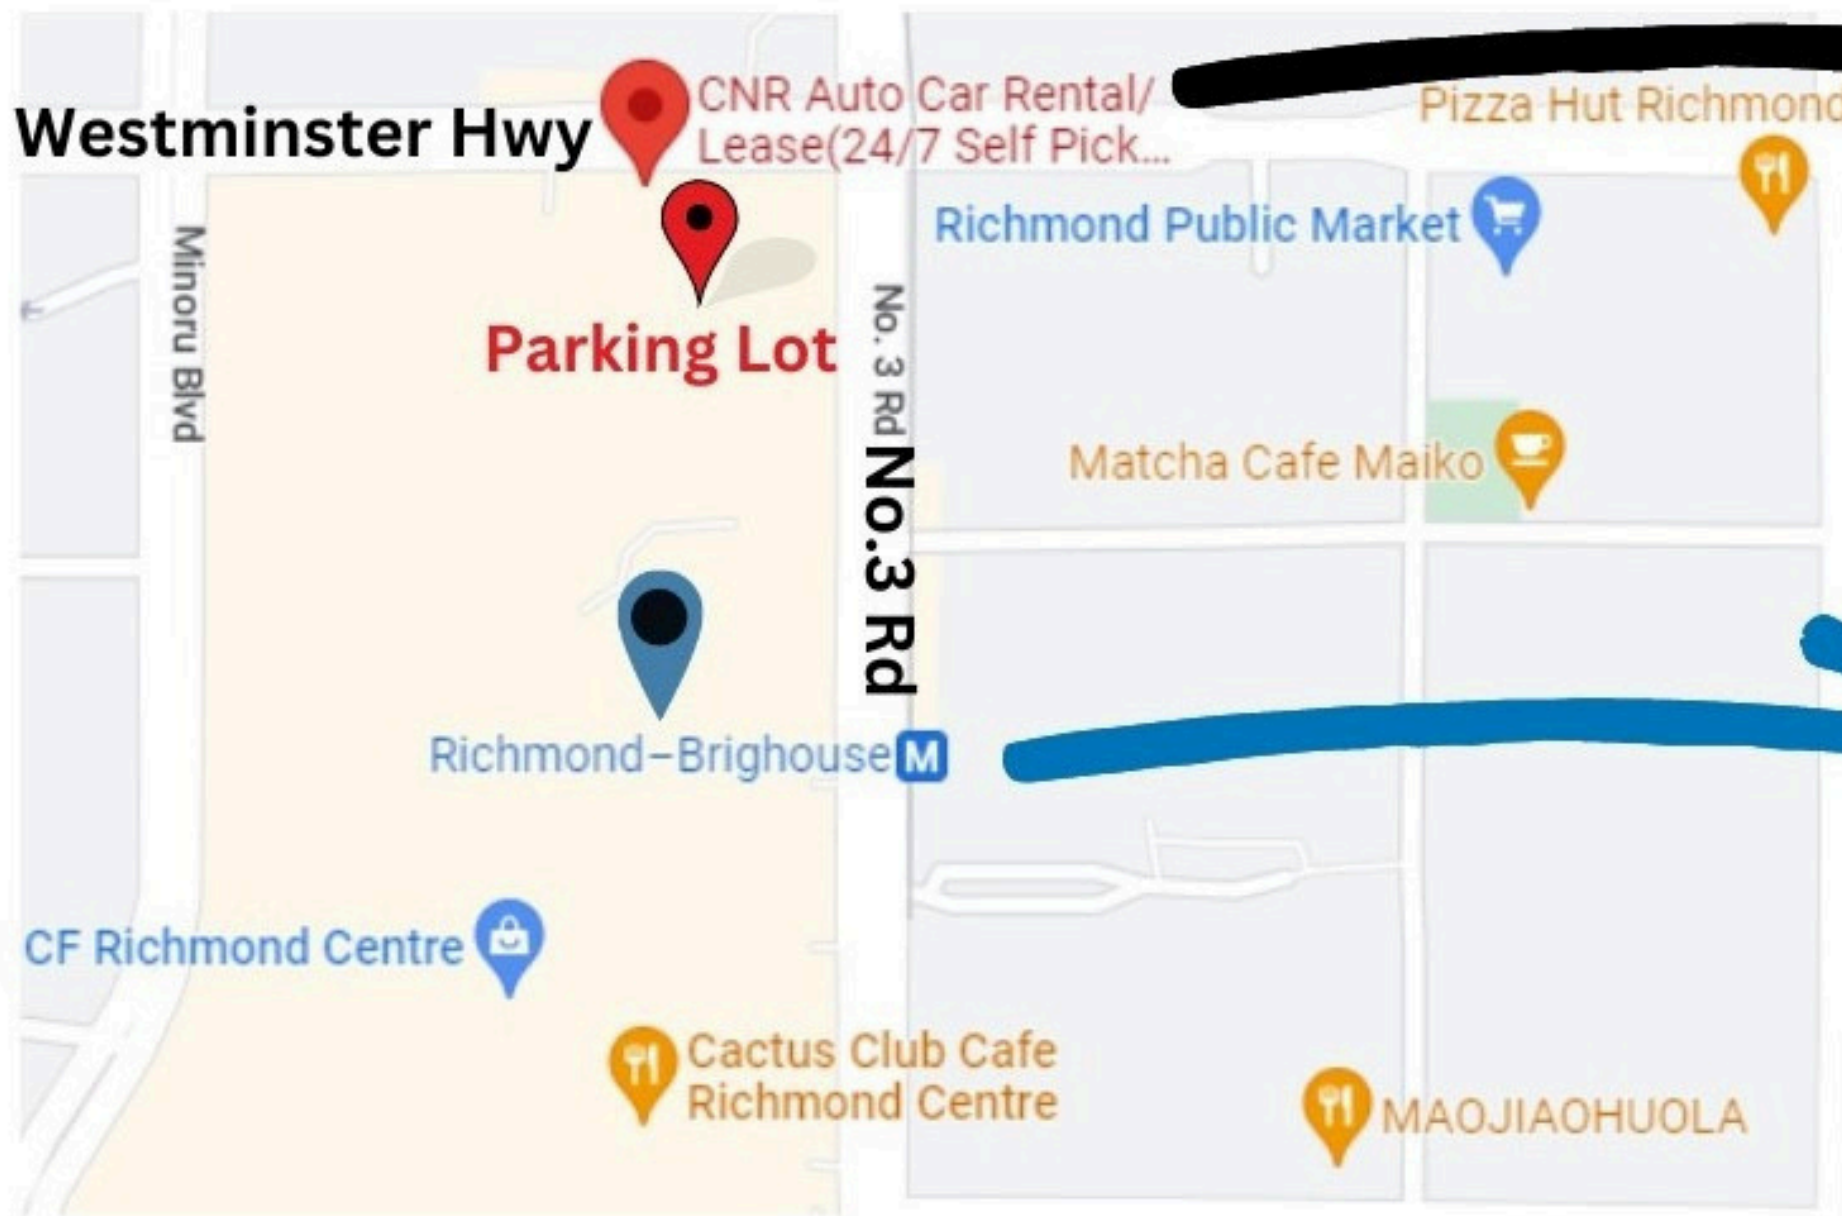 CNR Auto Car Rental/
Lease(24/7 Self Pick...
Westminster Hwy
Pizza Hut Richmond
Richmond Public Market
Minoru Blvd
No. 3 Rd
Parking Lot
Matcha Cafe Maiko
No.3 Rd
Richmond–Brighouse M
CF Richmond Centre
Cactus Club Cafe
Richmond Centre
MAOJIAOHUOLA